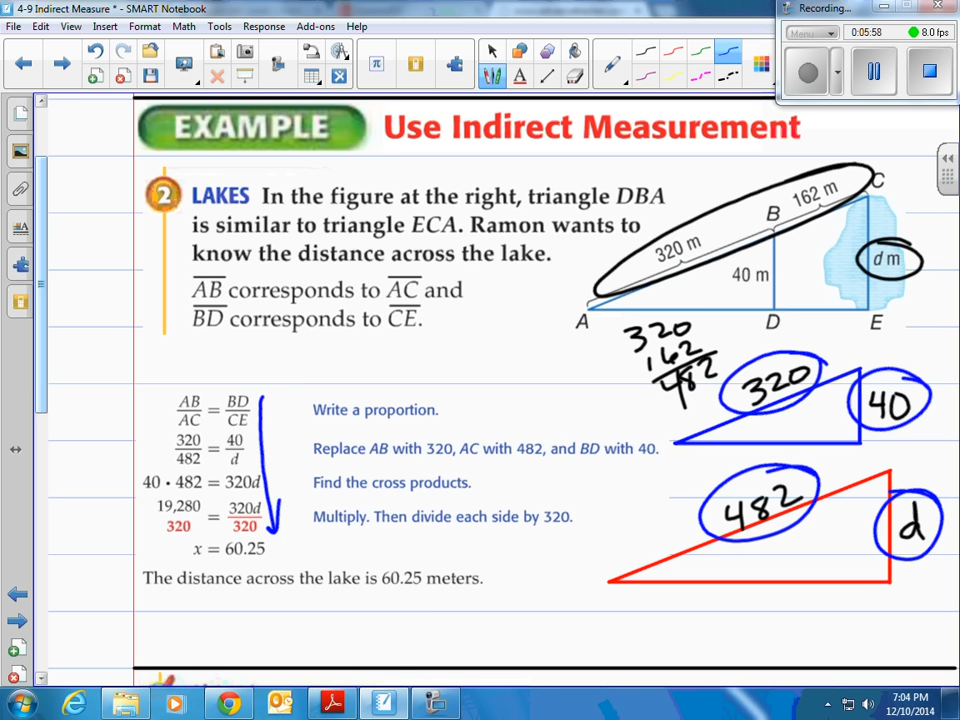 4-9 Indirect Measure * - SMART Notebook
Recording...
File Edit View Insert Format Math Tools Response Add-ons Help
Menu
0:05:58
8.0 fps
EXAMPLE Use Indirect Measurement
2 LAKES In the figure at the right, triangle DBA
is similar to triangle ECA. Ramon wants to
know the distance across the lake.
AB corresponds to AC and
BD corresponds to CE.
C
162 m
B
320 m
40 m
d m
A
D
E
320
162
482
320
40
482
d
AB/AC = BD/CE Write a proportion.
320/482 = 40/d Replace AB with 320, AC with 482, and BD with 40.
40 • 482 = 320d Find the cross products.
19,280/320 = 320d/320 Multiply. Then divide each side by 320.
x = 60.25
The distance across the lake is 60.25 meters.
7:04 PM
12/10/2014